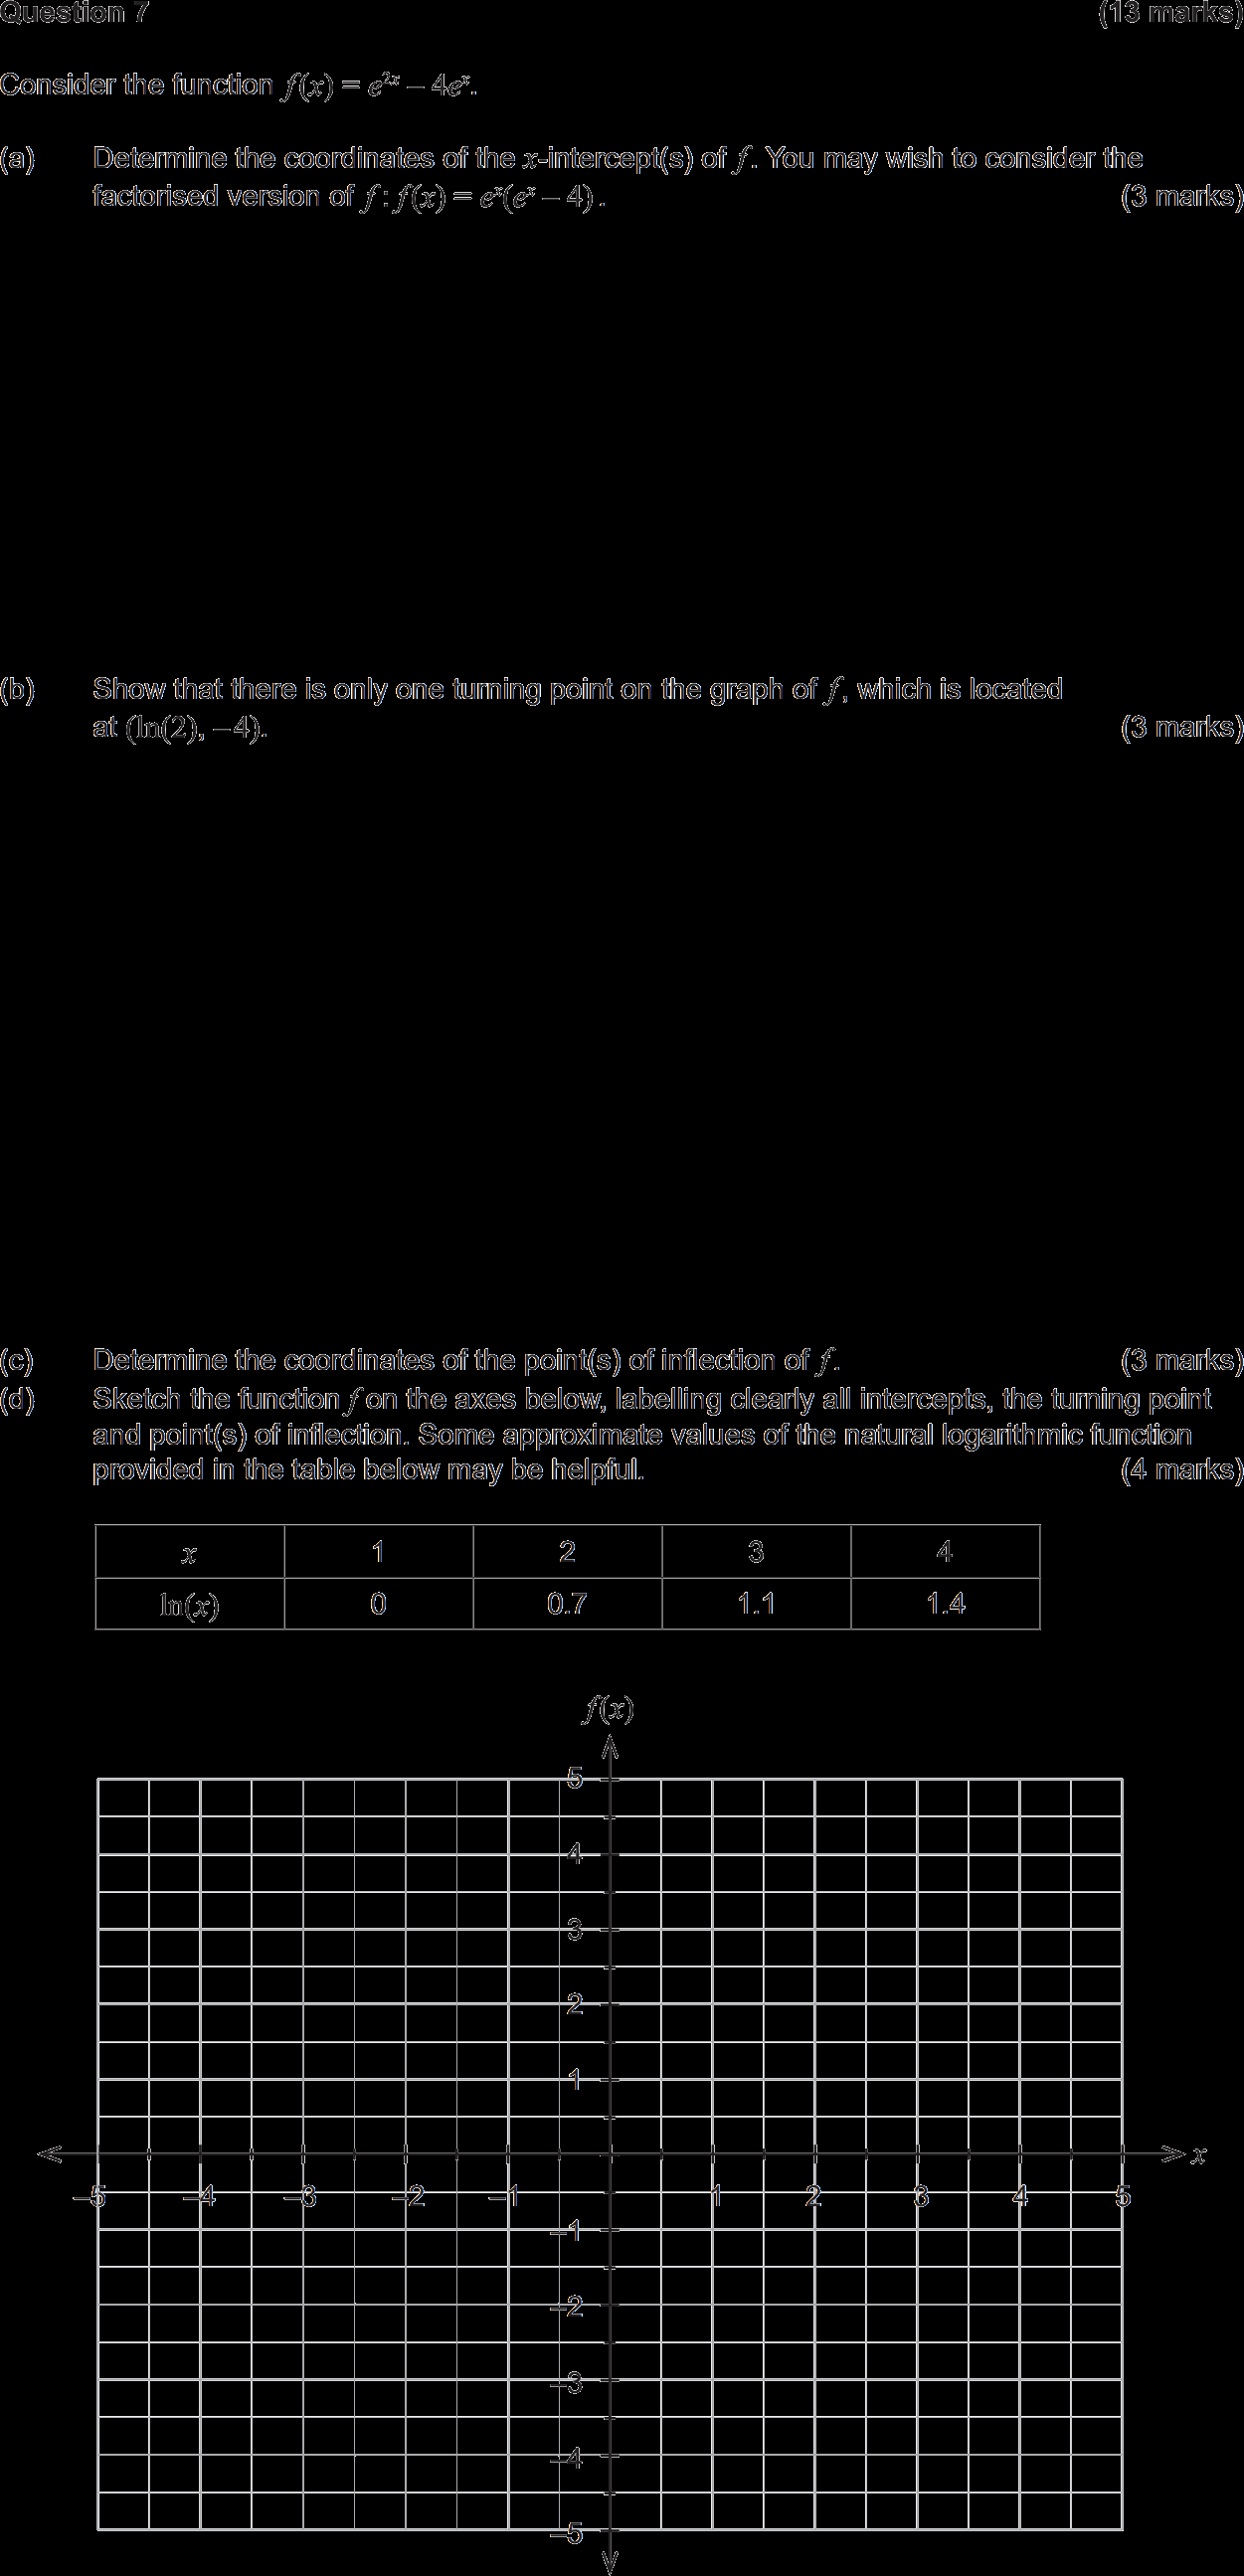 Question 7 (13 marks)
Consider the function f(x) = e²ˣ – 4eˣ.
(a) Determine the coordinates of the x-intercept(s) of f. You may wish to consider the
factorised version of f : f(x) = eˣ(eˣ – 4) . (3 marks)
(b) Show that there is only one turning point on the graph of f, which is located
at (ln(2), –4). (3 marks)
(c) Determine the coordinates of the point(s) of inflection of f. (3 marks)
(d) Sketch the function f on the axes below, labelling clearly all intercepts, the turning point
and point(s) of inflection. Some approximate values of the natural logarithmic function
provided in the table below may be helpful. (4 marks)
x 1 2 3 4
ln(x) 0 0.7 1.1 1.4
f(x)
5
4
3
2
1
x
–5 –4 –3 –2 –1 1 2 3 4 5
–1
–2
–3
–4
–5